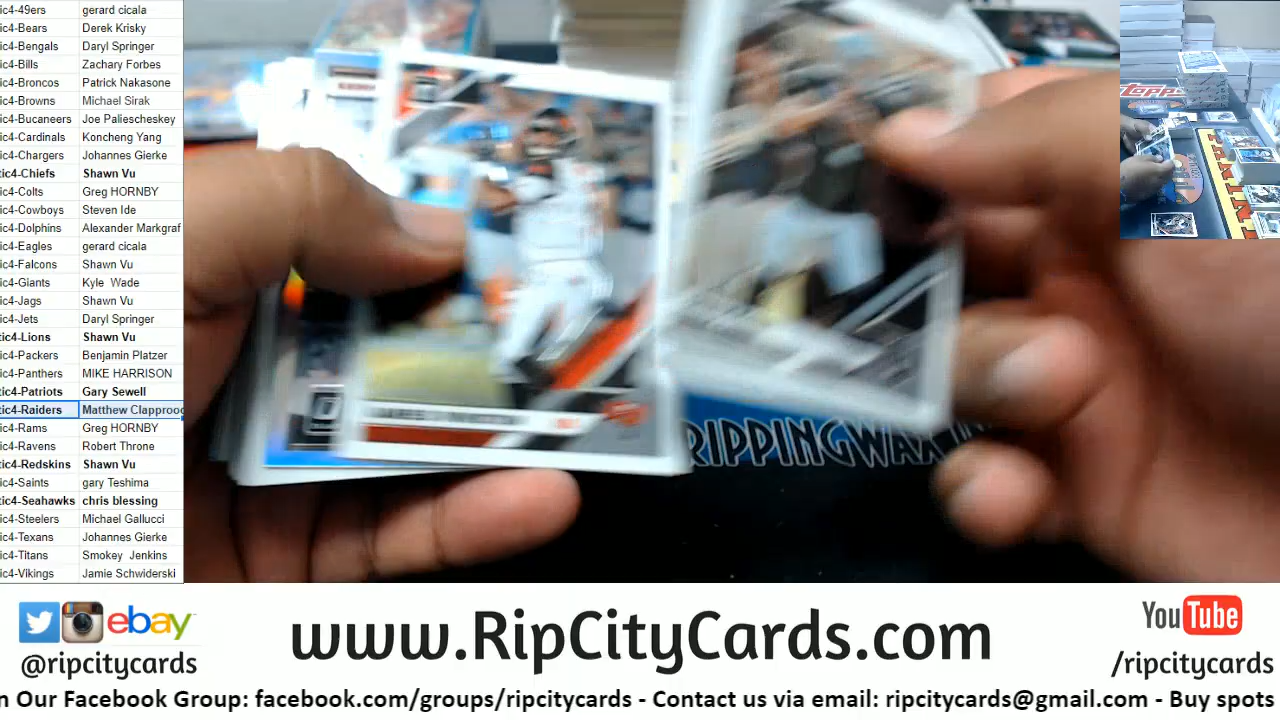 ic4-49ers gerard cicala
ic4-Bears Derek Krisky
ic4-Bengals Daryl Springer
ic4-Bills Zachary Forbes
ic4-Broncos Patrick Nakasone
ic4-Browns Michael Sirak
ic4-Bucaneers Joe Paliescheskey
ic4-Cardinals Koncheng Yang
ic4-Chargers Johannes Gierke
tic4-Chiefs Shawn Vu
ic4-Colts Greg HORNBY
ic4-Cowboys Steven Ide
ic4-Dolphins Alexander Markgraf
ic4-Eagles gerard cicala
ic4-Falcons Shawn Vu
ic4-Giants Kyle Wade
ic4-Jags Shawn Vu
ic4-Jets Daryl Springer
tic4-Lions Shawn Vu
ic4-Packers Benjamin Platzer
ic4-Panthers MIKE HARRISON
tic4-Patriots Gary Sewell
tic4-Raiders Matthew Clapproo
ic4-Rams Greg HORNBY
ic4-Ravens Robert Throne
tic4-Redskins Shawn Vu
ic4-Saints gary Teshima
tic4-Seahawks chris blessing
ic4-Steelers Michael Gallucci
ic4-Texans Johannes Gierke
ic4-Titans Smokey Jenkins
ic4-Vikings Jamie Schwiderski
Topps
RIPPINGWAX
ebay
@ripcitycards
www.RipCityCards.com
YouTube
/ripcitycards
n Our Facebook Group: facebook.com/groups/ripcitycards - Contact us via email: ripcitycards@gmail.com - Buy spots